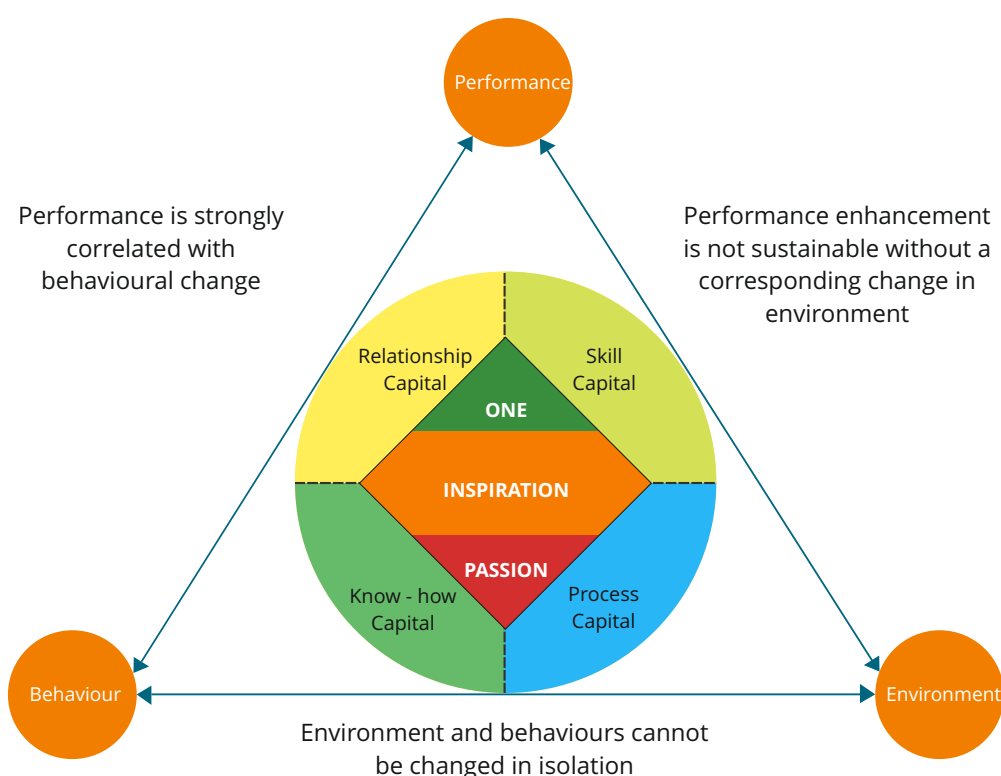 Performance
Performance is strongly
correlated with
behavioural change
Performance enhancement
is not sustainable without a
corresponding change in
environment
Relationship
Capital
Skill
Capital
ONE
INSPIRATION
PASSION
Know - how
Capital
Process
Capital
Behaviour
Environment
Environment and behaviours cannot
be changed in isolation